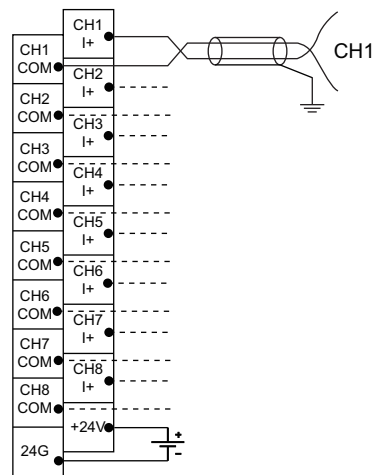 CH1
I+
CH1
COM
CH1
CH2
I+
CH2
COM
CH3
I+
CH3
COM
CH4
I+
CH4
COM
CH5
I+
CH5
COM
CH6
I+
CH6
COM
CH7
I+
CH7
COM
CH8
I+
CH8
COM
+24V
+
-
24G